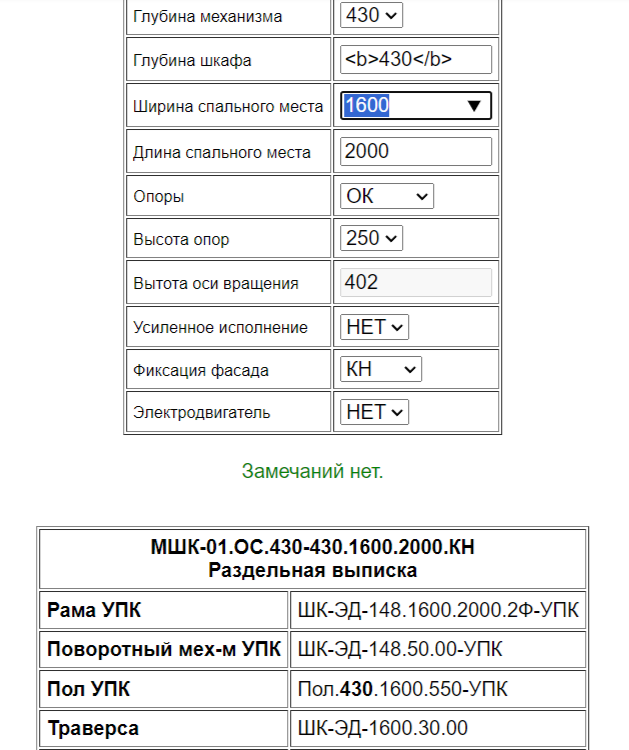 Глубина механизма 430
Глубина шкафа <b>430</b>
Ширина спального места 1600
Длина спального места 2000
Опоры ОК
Высота опор 250
Вытота оси вращения 402
Усиленное исполнение НЕТ
Фиксация фасада КН
Электродвигатель НЕТ
Замечаний нет.
МШК-01.ОС.430-430.1600.2000.КН
Раздельная выписка
Рама УПК ШК-ЭД-148.1600.2000.2Ф-УПК
Поворотный мех-м УПК ШК-ЭД-148.50.00-УПК
Пол УПК Пол.430.1600.550-УПК
Траверса ШК-ЭД-1600.30.00